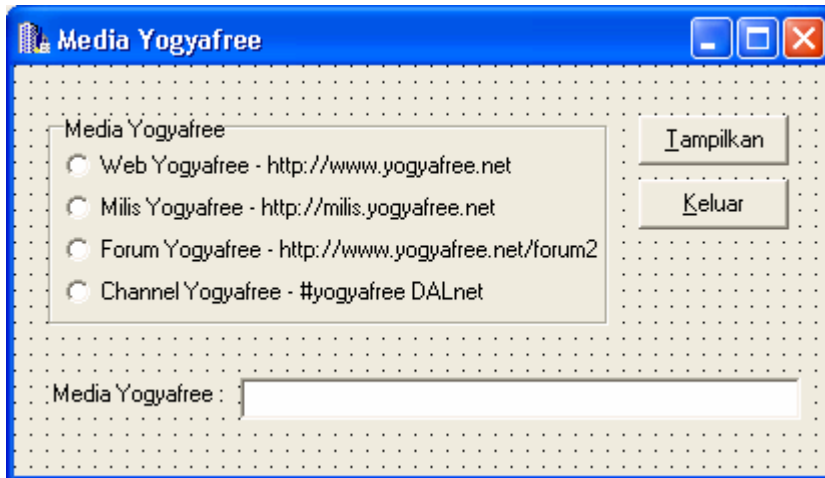 Media Yogyafree
Media Yogyafree
Web Yogyafree - http://www.yogyafree.net
Milis Yogyafree - http://milis.yogyafree.net
Forum Yogyafree - http://www.yogyafree.net/forum2
Channel Yogyafree - #yogyafree DALnet
Tampilkan
Keluar
Media Yogyafree :